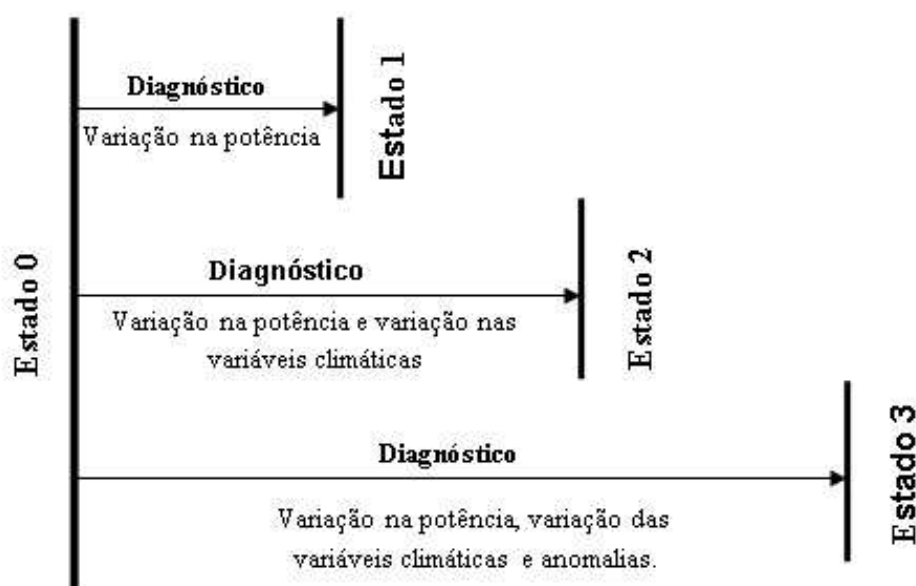 Diagnóstico
Variação na potência
Estado 1
Estado 0
Diagnóstico
Variação na potência e variação nas
variáveis climáticas
Estado 2
Diagnóstico
Variação na potência, variação das
variáveis climáticas e anomalias.
Estado 3